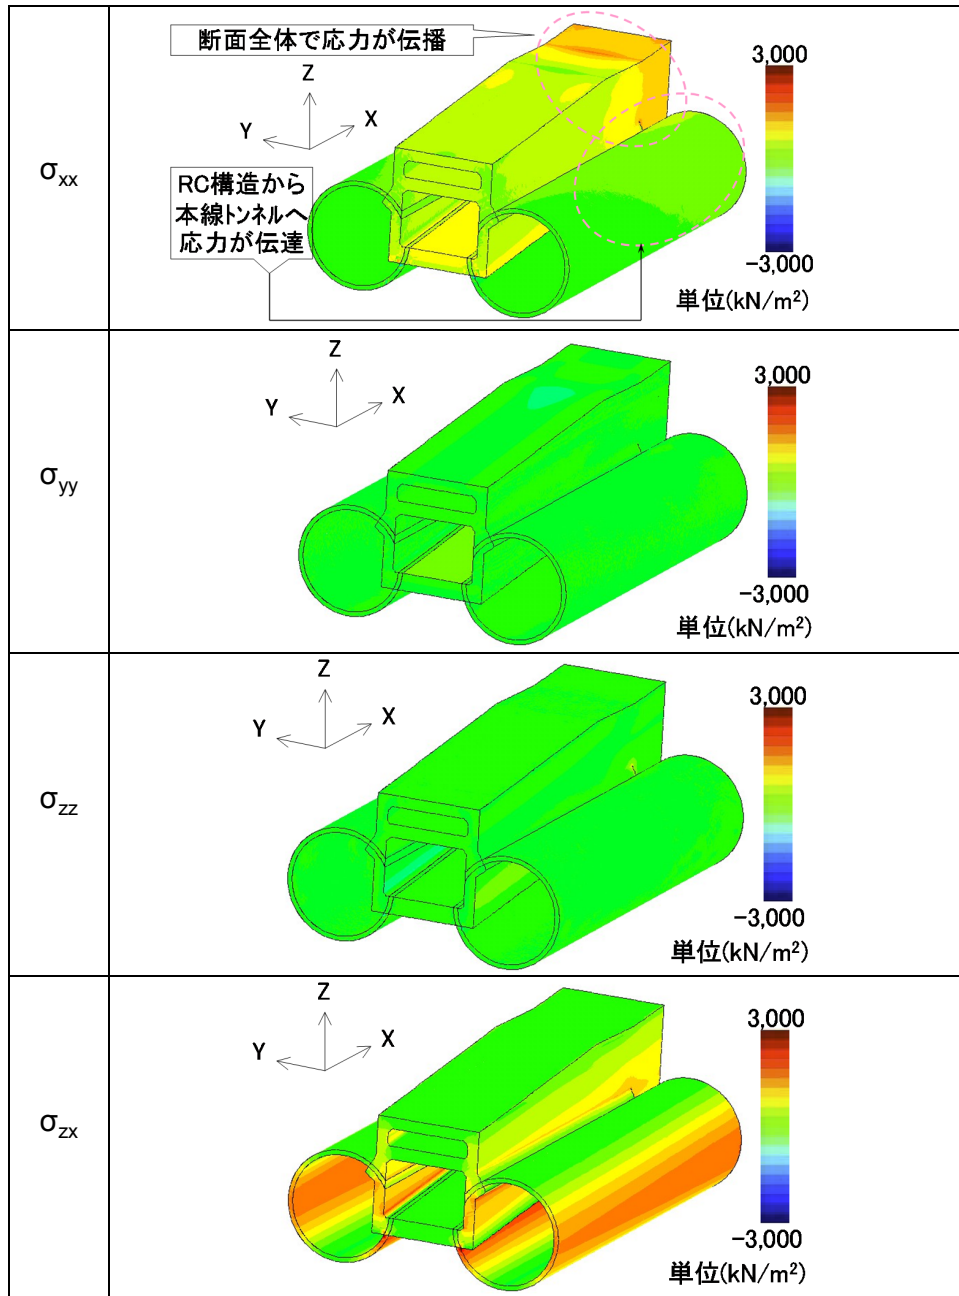 σxx
断面全体で応力が伝播
Z
Y
X
RC構造から
本線トンネルへ
応力が伝達
3,000
−3,000
単位(kN/m²)
σyy
Z
Y
X
3,000
−3,000
単位(kN/m²)
σzz
Z
Y
X
3,000
−3,000
単位(kN/m²)
σzx
Z
Y
X
3,000
−3,000
単位(kN/m²)